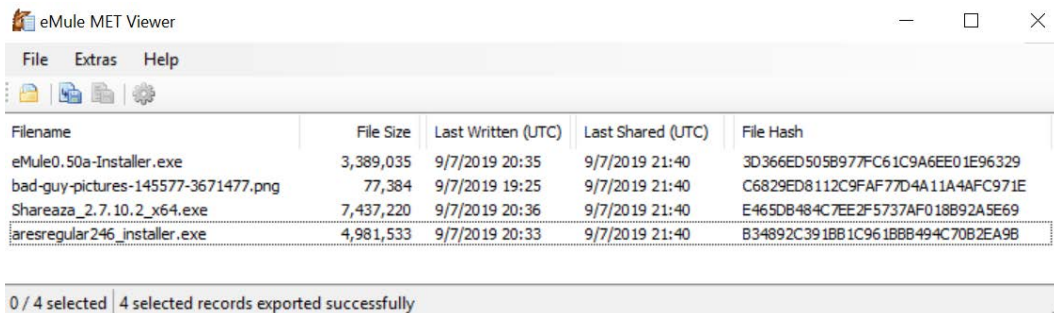 eMule MET Viewer
File Extras Help
Filename File Size Last Written (UTC) Last Shared (UTC) File Hash
eMule0.50a-Installer.exe 3,389,035 9/7/2019 20:35 9/7/2019 21:40 3D366ED505B977FC61C9A6EE01E96329
bad-guy-pictures-145577-3671477.png 77,384 9/7/2019 19:25 9/7/2019 21:40 C6829ED8112C9FAF77D4A11A4AFC971E
Shareaza_2.7.10.2_x64.exe 7,437,220 9/7/2019 20:36 9/7/2019 21:40 E465DB484C7EE2F5737AF018B92A5E69
aresregular246_installer.exe 4,981,533 9/7/2019 20:33 9/7/2019 21:40 B34892C391BB1C961BBB494C70B2EA9B
0 / 4 selected 4 selected records exported successfully